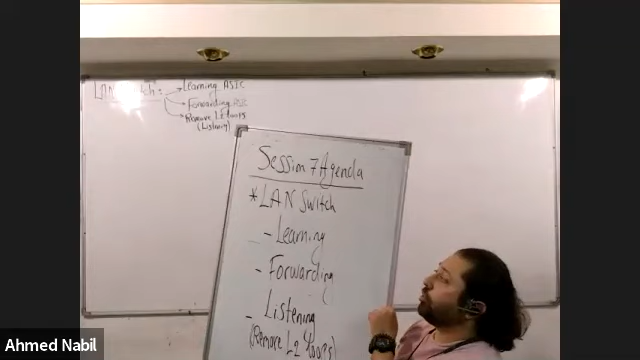 LAN Switch: Learning ASIC
Forwarding ASIC
Remove L2 loops
(Listening)
Session 7 Agenda
*LAN Switch
- Learning
- Forwarding
- Listening
(Remove L2 loops)
Ahmed Nabil